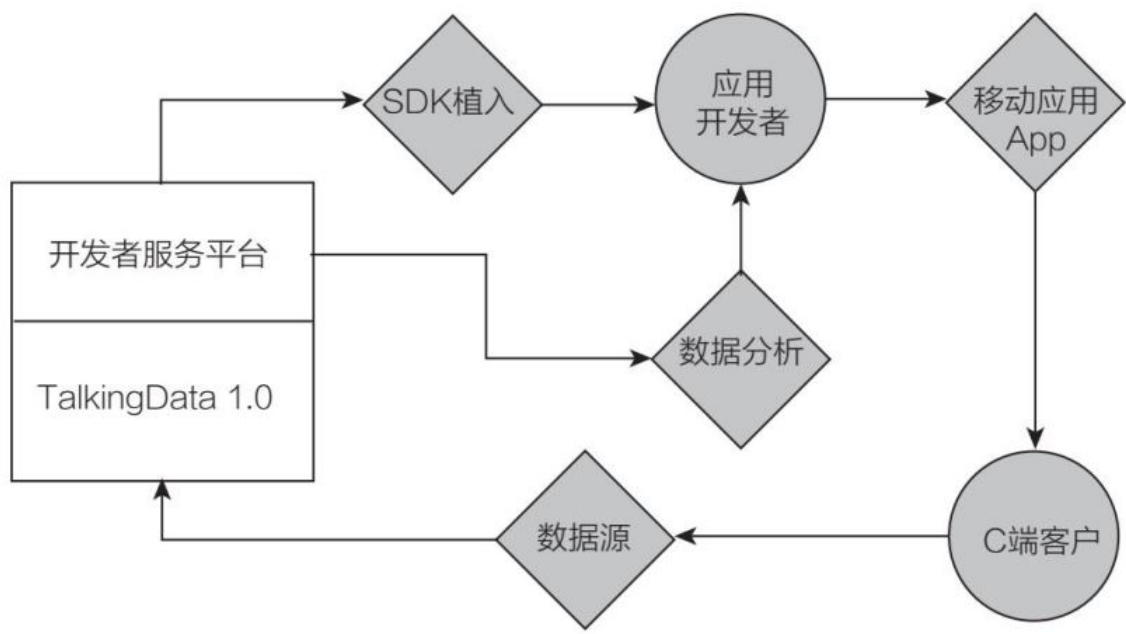 SDK植入
应用
开发者
移动应用
App
开发者服务平台
数据分析
TalkingData 1.0
数据源
C端客户